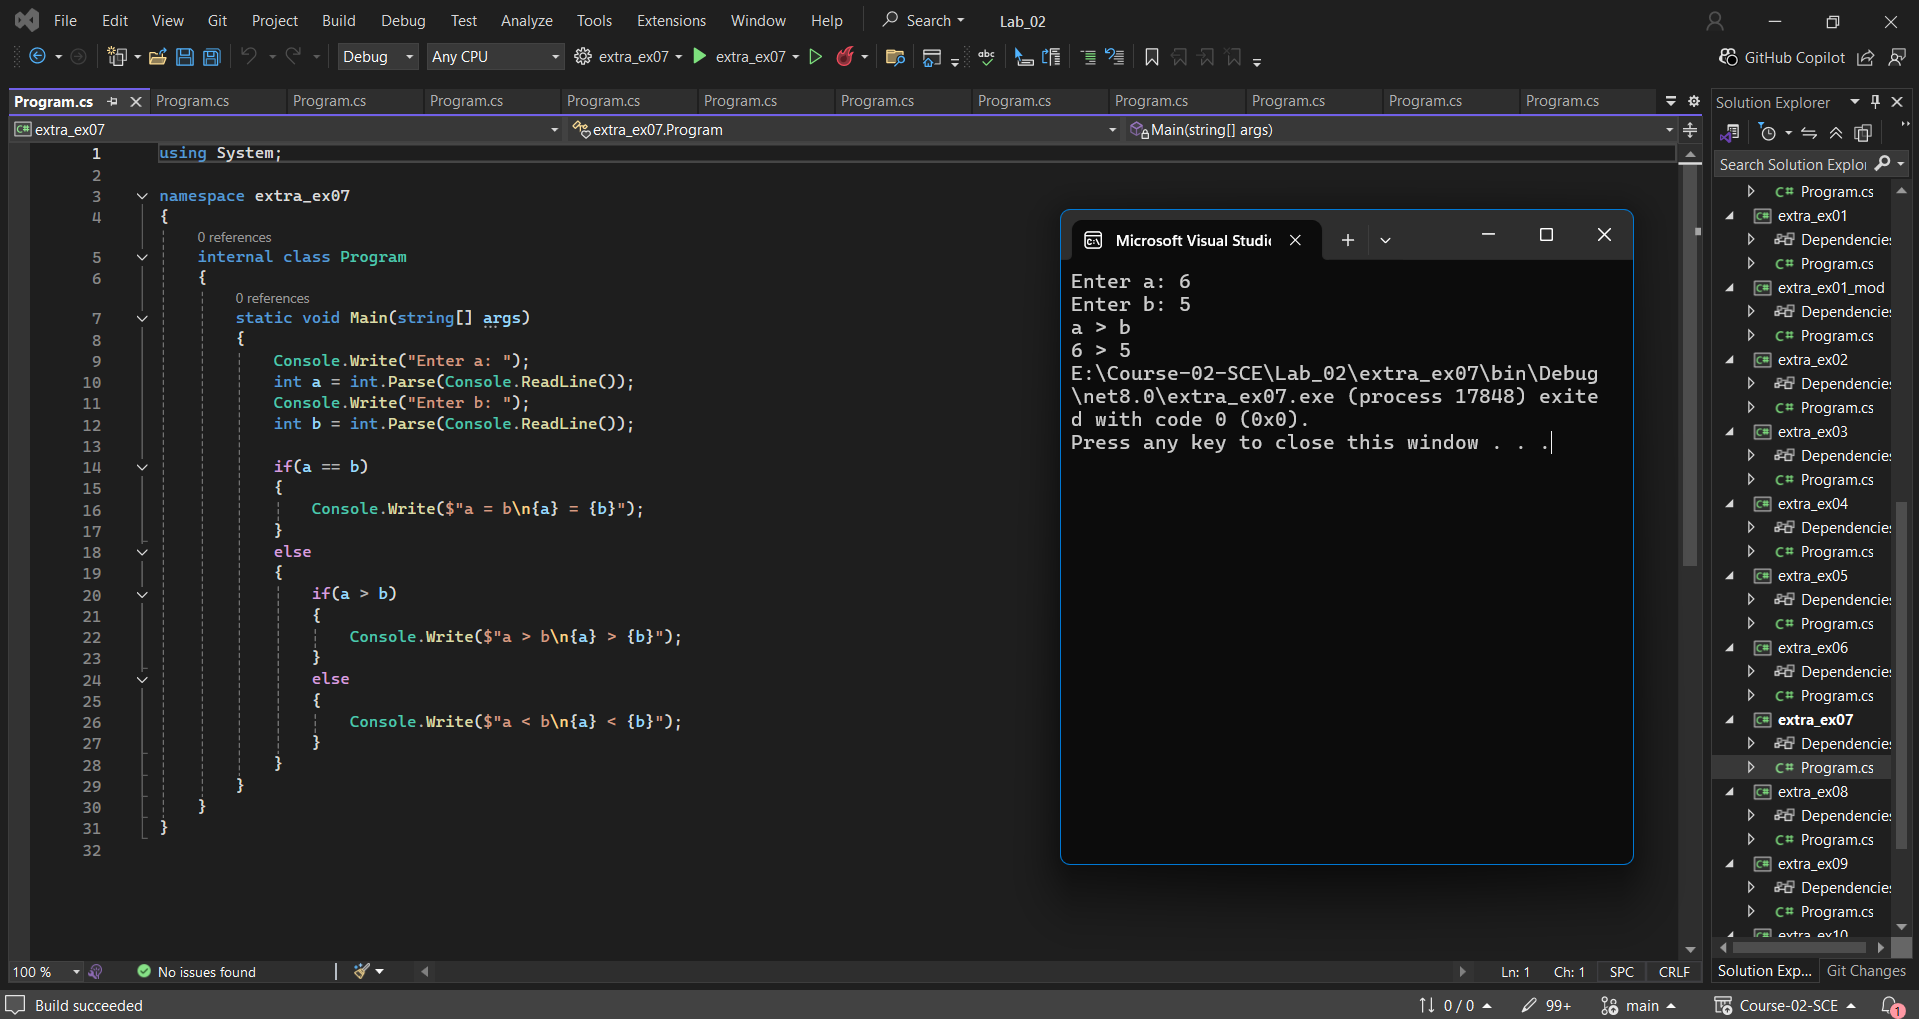 File Edit View Git Project Build Debug Test Analyze Tools Extensions Window Help Search Lab_02
Debug Any CPU extra_ex07 extra_ex07 GitHub Copilot
Program.cs Program.cs Program.cs Program.cs Program.cs Program.cs Program.cs Program.cs Program.cs Program.cs Program.cs Program.cs
extra_ex07 extra_ex07.Program Main(string[] args)
1 using System;
2
3 namespace extra_ex07
4 {
0 references
5 internal class Program
6 {
0 references
7 static void Main(string[] args)
8 {
9 Console.Write("Enter a: ");
10 int a = int.Parse(Console.ReadLine());
11 Console.Write("Enter b: ");
12 int b = int.Parse(Console.ReadLine());
13
14 if(a == b)
15 {
16 Console.Write($"a = b\n{a} = {b}");
17 }
18 else
19 {
20 if(a > b)
21 {
22 Console.Write($"a > b\n{a} > {b}");
23 }
24 else
25 {
26 Console.Write($"a < b\n{a} < {b}");
27 }
28 }
29 }
30 }
31 }
32
Microsoft Visual Studi
Enter a: 6
Enter b: 5
a > b
6 > 5
E:\Course-02-SCE\Lab_02\extra_ex07\bin\Debug
\net8.0\extra_ex07.exe (process 17848) exite
d with code 0 (0x0).
Press any key to close this window . . .
Solution Explorer
Search Solution Explo
C# Program.cs
C# extra_ex01
Dependencies
C# Program.cs
C# extra_ex01_mod
Dependencies
C# Program.cs
C# extra_ex02
Dependencies
C# Program.cs
C# extra_ex03
Dependencies
C# Program.cs
C# extra_ex04
Dependencies
C# Program.cs
C# extra_ex05
Dependencies
C# Program.cs
C# extra_ex06
Dependencies
C# Program.cs
C# extra_ex07
Dependencies
C# Program.cs
C# extra_ex08
Dependencies
C# Program.cs
C# extra_ex09
Dependencies
C# Program.cs
extra_ex10
100 % No issues found Ln: 1 Ch: 1 SPC CRLF
Solution Exp... Git Changes
Build succeeded 0 / 0 99+ main Course-02-SCE 1